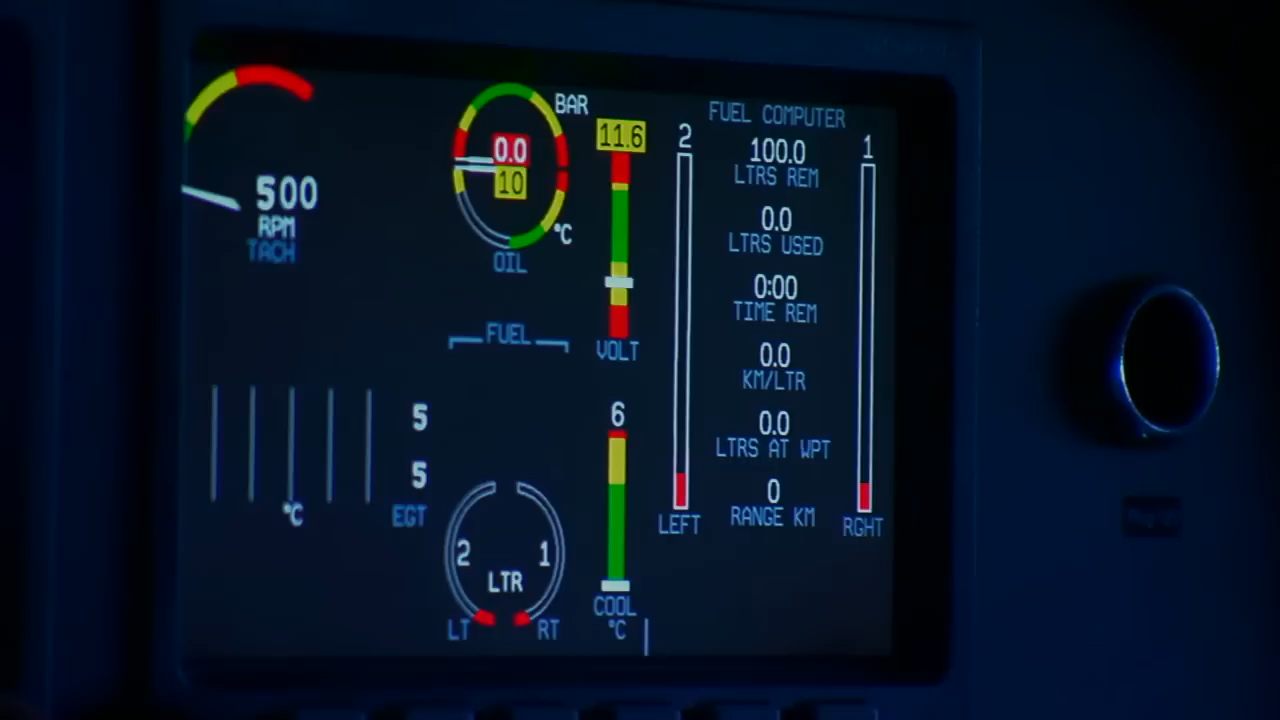 500
RPM
TACH
BAR
0.0
10
°C
OIL
11.6
VOLT
FUEL
5
5
°C
EGT
2
1
LTR
LT
RT
6
COOL
°C
FUEL COMPUTER
2
1
100.0
LTRS REM
0.0
LTRS USED
0:00
TIME REM
0.0
KM/LTR
0.0
LTRS AT WPT
0
RANGE KM
LEFT
RGHT